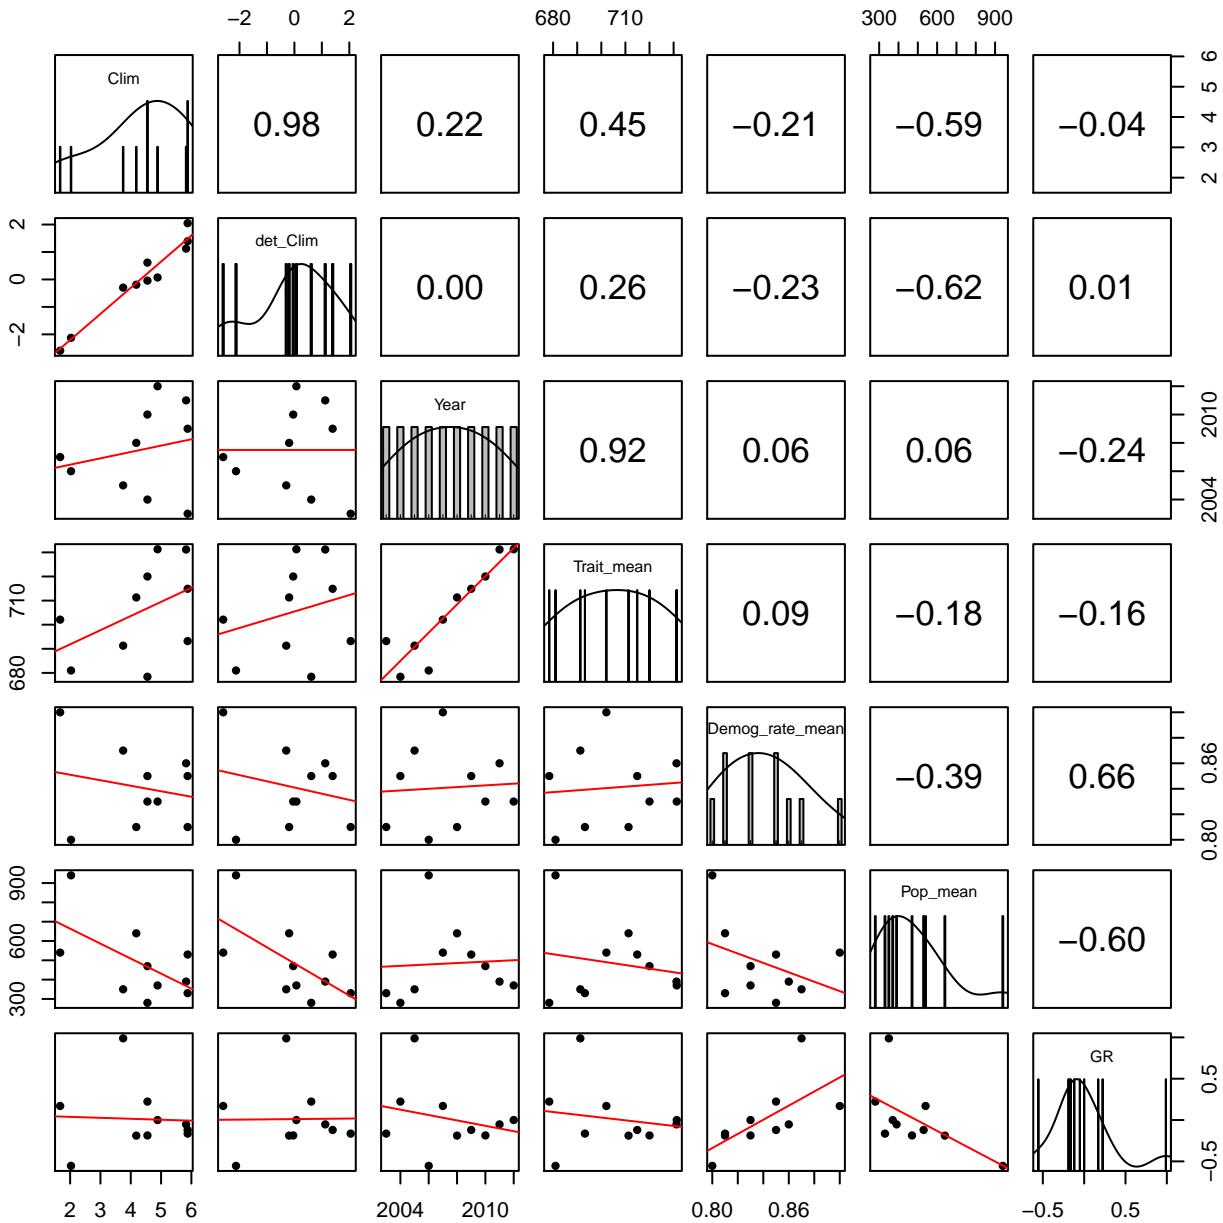 −2 0 2 680 710 300 600 900
Clim
0.98 0.22 0.45 −0.21 −0.59 −0.04
2 3 4 5 6
det_Clim
0.00 0.26 −0.23 −0.62 0.01
−2 0 2
Year
0.92 0.06 0.06 −0.24
2004 2010
Trait_mean
0.09 −0.18 −0.16
680 710
Demog_rate_mean
−0.39 0.66
0.80 0.86
Pop_mean
−0.60
300 600 900
GR
−0.5 0.5
2 3 4 5 6 2004 2010 0.80 0.86 −0.5 0.5